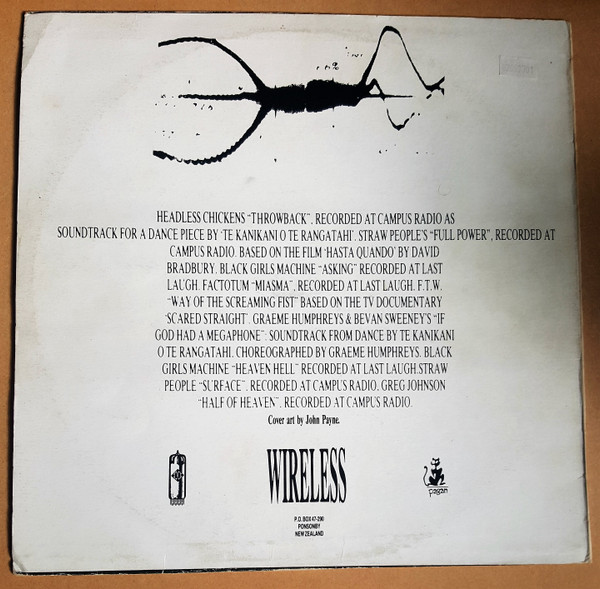 HEADLESS CHICKENS "THROWBACK". RECORDED AT CAMPUS RADIO AS
SOUNDTRACK FOR A DANCE PIECE BY 'TE KANIKANI O TE RANGATAHI'. STRAW PEOPLE'S "FULL POWER", RECORDED AT
CAMPUS RADIO. BASED ON THE FILM 'HASTA QUANDO' BY DAVID
BRADBURY. BLACK GIRLS MACHINE "ASKING" RECORDED AT LAST
LAUGH. FACTOTUM "MIASMA", RECORDED AT LAST LAUGH. F.T.W.
"WAY OF THE SCREAMING FIST" BASED ON THE TV DOCUMENTARY
'SCARED STRAIGHT'. GRAEME HUMPHREYS & BEVAN SWEENEY'S "IF
GOD HAD A MEGAPHONE": SOUNDTRACK FROM DANCE BY TE KANIKANI
O TE RANGATAHI. CHOREOGRAPHED BY GRAEME HUMPHREYS. BLACK
GIRLS MACHINE "HEAVEN HELL" RECORDED AT LAST LAUGH.STRAW
PEOPLE "SURFACE". RECORDED AT CAMPUS RADIO. GREG JOHNSON
"HALF OF HEAVEN". RECORDED AT CAMPUS RADIO.
Cover art by John Payne.
WIRELESS
pagan
P.O. BOX 47-290
PONSONBY
NEW ZEALAND